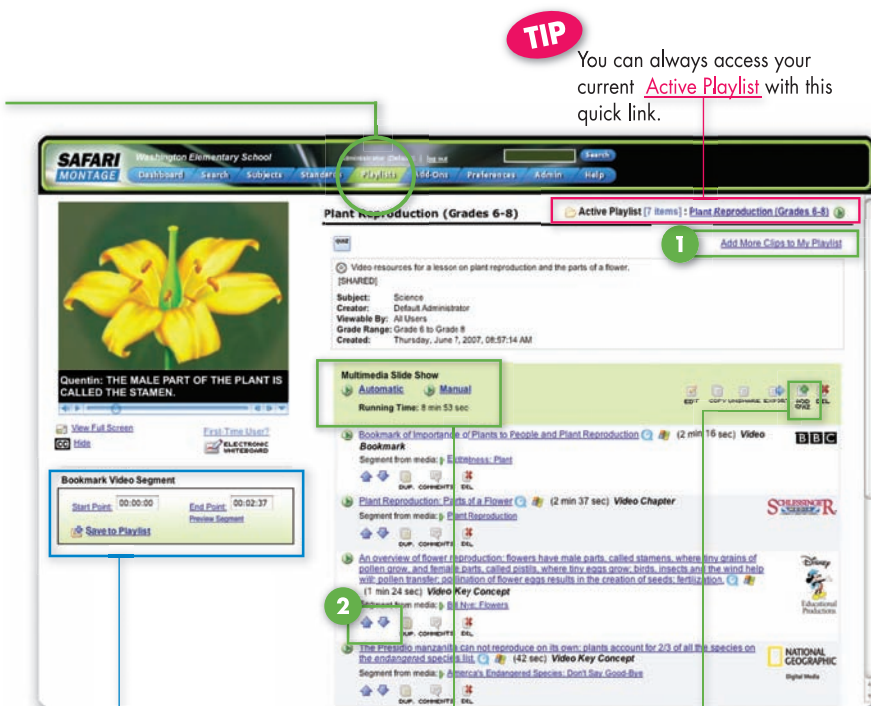 TIP
You can always access your
current Active Playlist with this
quick link.
SAFARI
MONTAGE
Washington Elementary School
Administrator (Default) | log out
Search
Dashboard Search Subjects Standards Playlists Add-Ons Preferences Admin Help
Plant Reproduction (Grades 6-8)
Active Playlist [7 items] : Plant Reproduction (Grades 6-8)
1
Add More Clips to My Playlist
QUIZ
Video resources for a lesson on plant reproduction and the parts of a flower.
[SHARED]
Subject: Science
Creator: Default Administrator
Viewable By: All Users
Grade Range: Grade 6 to Grade 8
Created: Thursday, June 7, 2007, 08:57:14 AM
Quentin: THE MALE PART OF THE PLANT IS
CALLED THE STAMEN.
View Full Screen
First Time User?
CC Hide
ELECTRONIC
WHITEBOARD
Bookmark Video Segment
Start Point: 00:00:00 End Point: 00:02:37
Preview Segment
Save to Playlist
Multimedia Slide Show
Automatic Manual
Running Time: 8 min 53 sec
EDIT COPY UNSHARE EXPORT ADD QUIZ DEL
Bookmark of Importance of Plants to People and Plant Reproduction (2 min 16 sec) Video
Bookmark
BBC
Segment from media: Eyewitness: Plant
DUP. COMMENTS DEL
Plant Reproduction: Parts of a Flower (2 min 37 sec) Video Chapter
SCHLESSINGER
Segment from media: Plant Reproduction
DUP. COMMENTS DEL
An overview of flower reproduction: flowers have male parts, called stamens, where tiny grains of
pollen grow, and female parts, called pistils, where tiny eggs grow; birds, insects and the wind help
will; pollen transfer; pollination of flower eggs results in the creation of seeds; fertilization.
(1 min 24 sec) Video Key Concept
Disney
Educational
Productions
2
Segment from media: Bill Nye: Flowers
DUP. COMMENTS DEL
The Presidio manzanita can not reproduce on its own; plants account for 2/3 of all the species on
the endangered species list. (42 sec) Video Key Concept
NATIONAL
GEOGRAPHIC
Digital Media
Segment from media: America's Endangered Species: Don't Say Good-Bye
DUP. COMMENTS DEL